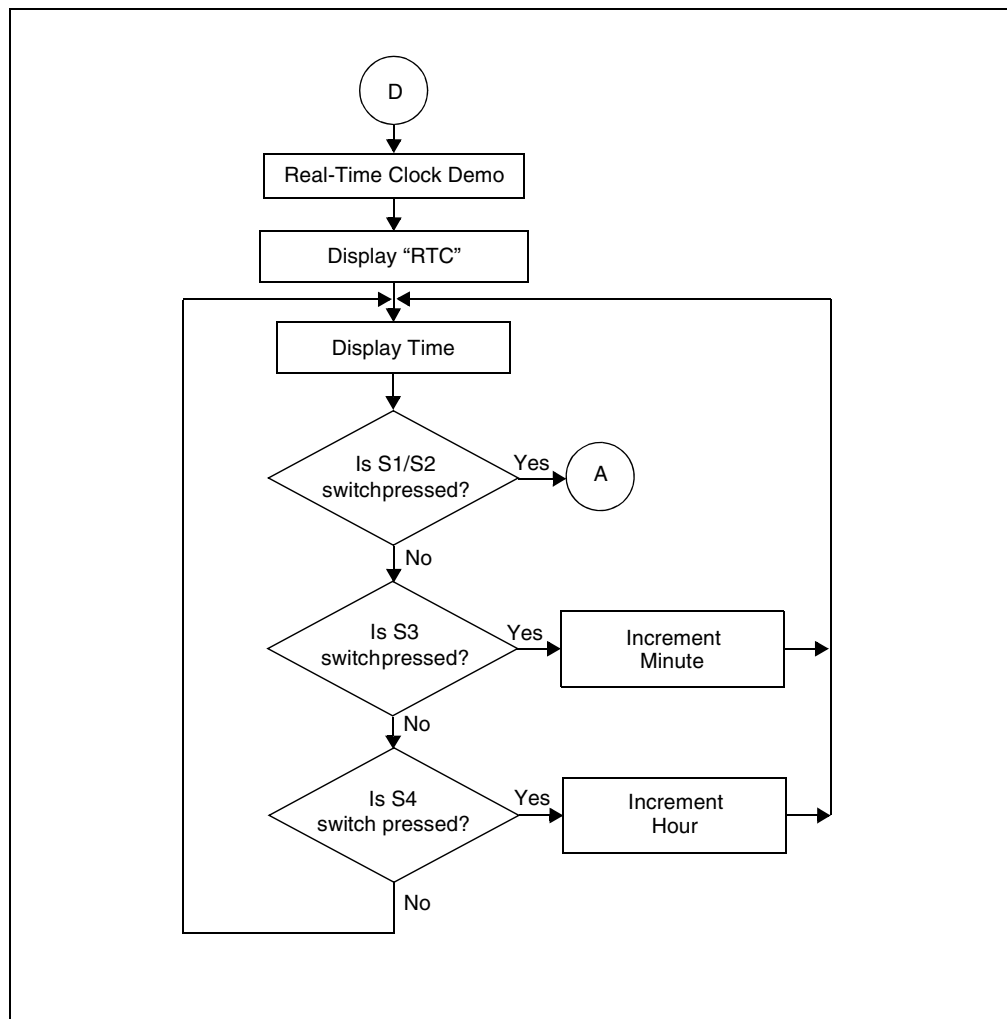 D
Real-Time Clock Demo
Display “RTC”
Display Time
Is S1/S2
switchpressed?
Yes
A
No
Is S3
switchpressed?
Yes
Increment
Minute
No
Is S4
switch pressed?
Yes
Increment
Hour
No